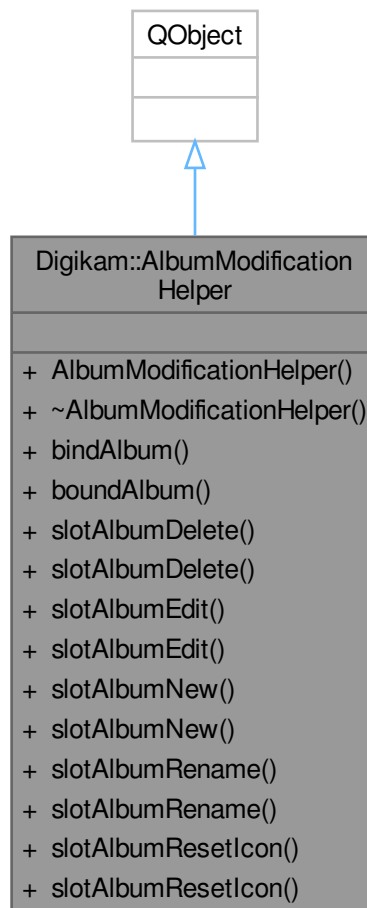 QObject
Digikam::AlbumModification
Helper
+ AlbumModificationHelper()
+ ~AlbumModificationHelper()
+ bindAlbum()
+ boundAlbum()
+ slotAlbumDelete()
+ slotAlbumDelete()
+ slotAlbumEdit()
+ slotAlbumEdit()
+ slotAlbumNew()
+ slotAlbumNew()
+ slotAlbumRename()
+ slotAlbumRename()
+ slotAlbumResetIcon()
+ slotAlbumResetIcon()